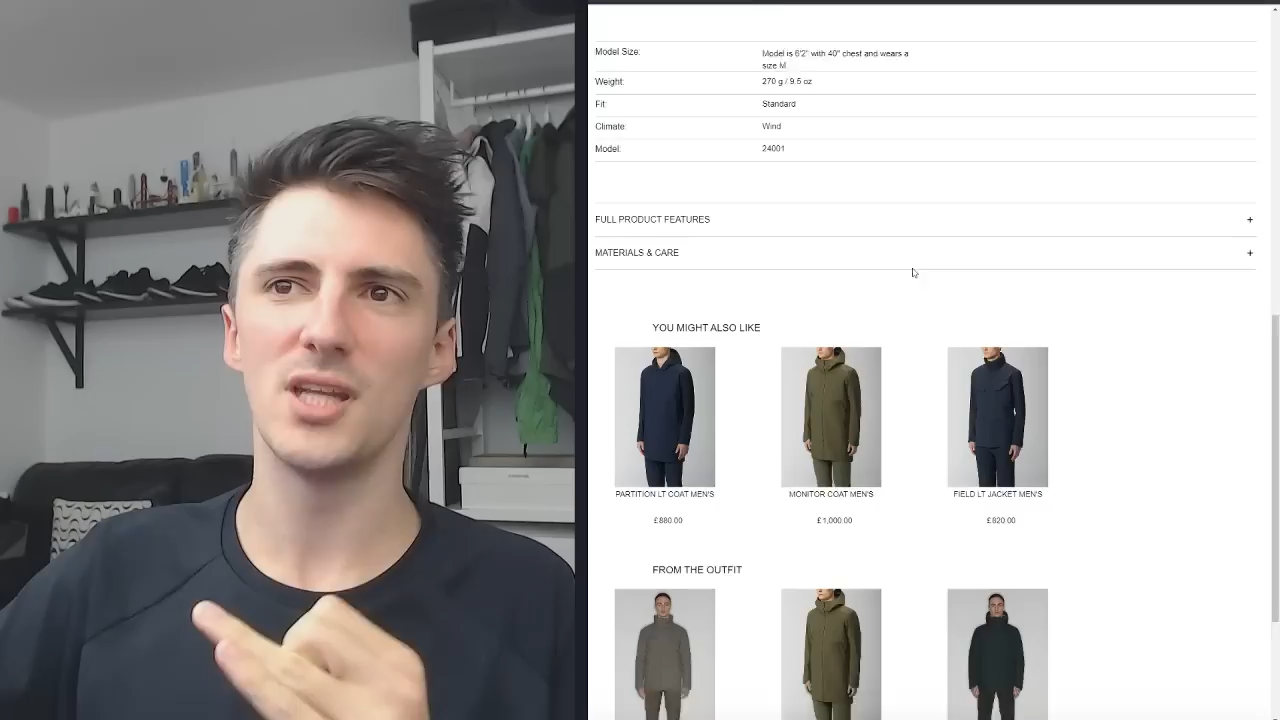 Model Size:
Model is 6'2" with 40" chest and wears a
size M
Weight:
270 g / 9.5 oz
Fit:
Standard
Climate:
Wind
Model:
24001
FULL PRODUCT FEATURES
+
MATERIALS & CARE
+
YOU MIGHT ALSO LIKE
PARTITION LT COAT MEN'S
MONITOR COAT MEN'S
FIELD LT JACKET MEN'S
£880.00
£1,000.00
£820.00
FROM THE OUTFIT